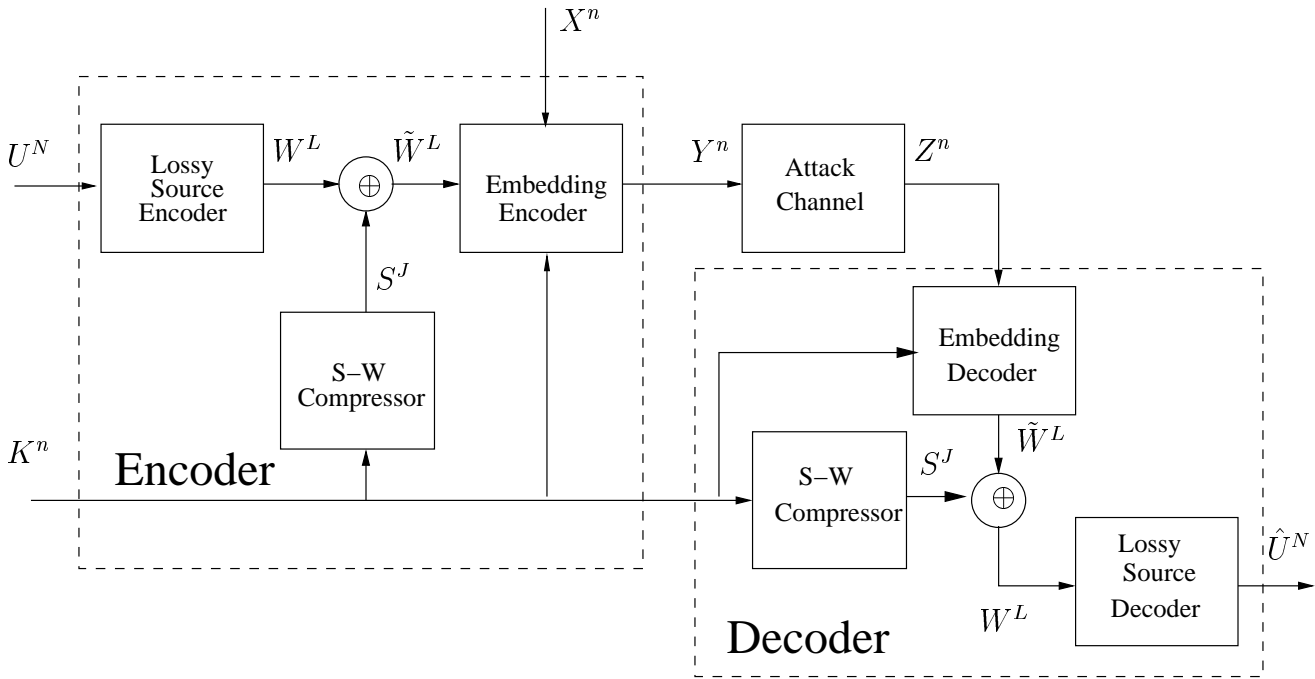 X^n
U^N
Lossy
Source
Encoder
W^L
⊕
W̃^L
Embedding
Encoder
Y^n
Attack
Channel
Z^n
S^J
S–W
Compressor
K^n
Encoder
Embedding
Decoder
W̃^L
S–W
Compressor
S^J
⊕
W^L
Lossy
Source
Decoder
Û^N
Decoder